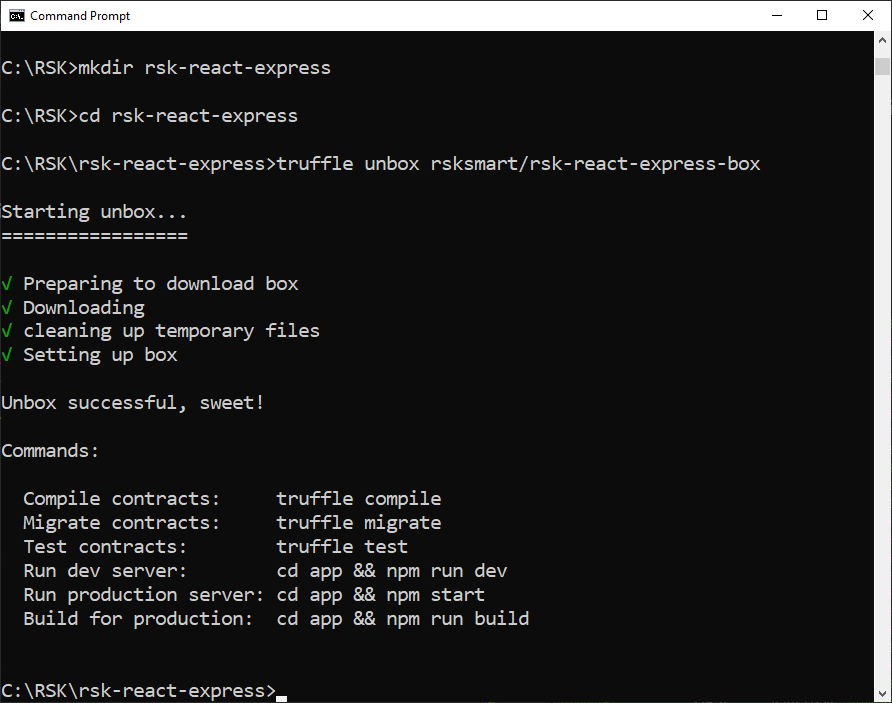 Command Prompt
C:\RSK>mkdir rsk-react-express
C:\RSK>cd rsk-react-express
C:\RSK\rsk-react-express>truffle unbox rsksmart/rsk-react-express-box
Starting unbox...
=================
√ Preparing to download box
√ Downloading
√ cleaning up temporary files
√ Setting up box
Unbox successful, sweet!
Commands:
Compile contracts: truffle compile
Migrate contracts: truffle migrate
Test contracts: truffle test
Run dev server: cd app && npm run dev
Run production server: cd app && npm start
Build for production: cd app && npm run build
C:\RSK\rsk-react-express>